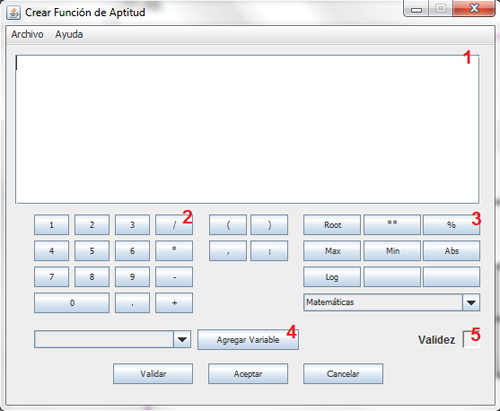 Crear Función de Aptitud
Archivo Ayuda
1
2 3
1 2 3 / ( ) Root ** %
4 5 6 * , ; Max Min Abs
7 8 9 - Log
0 . + Matemáticas
4 5
Agregar Variable Validez
Validar Aceptar Cancelar